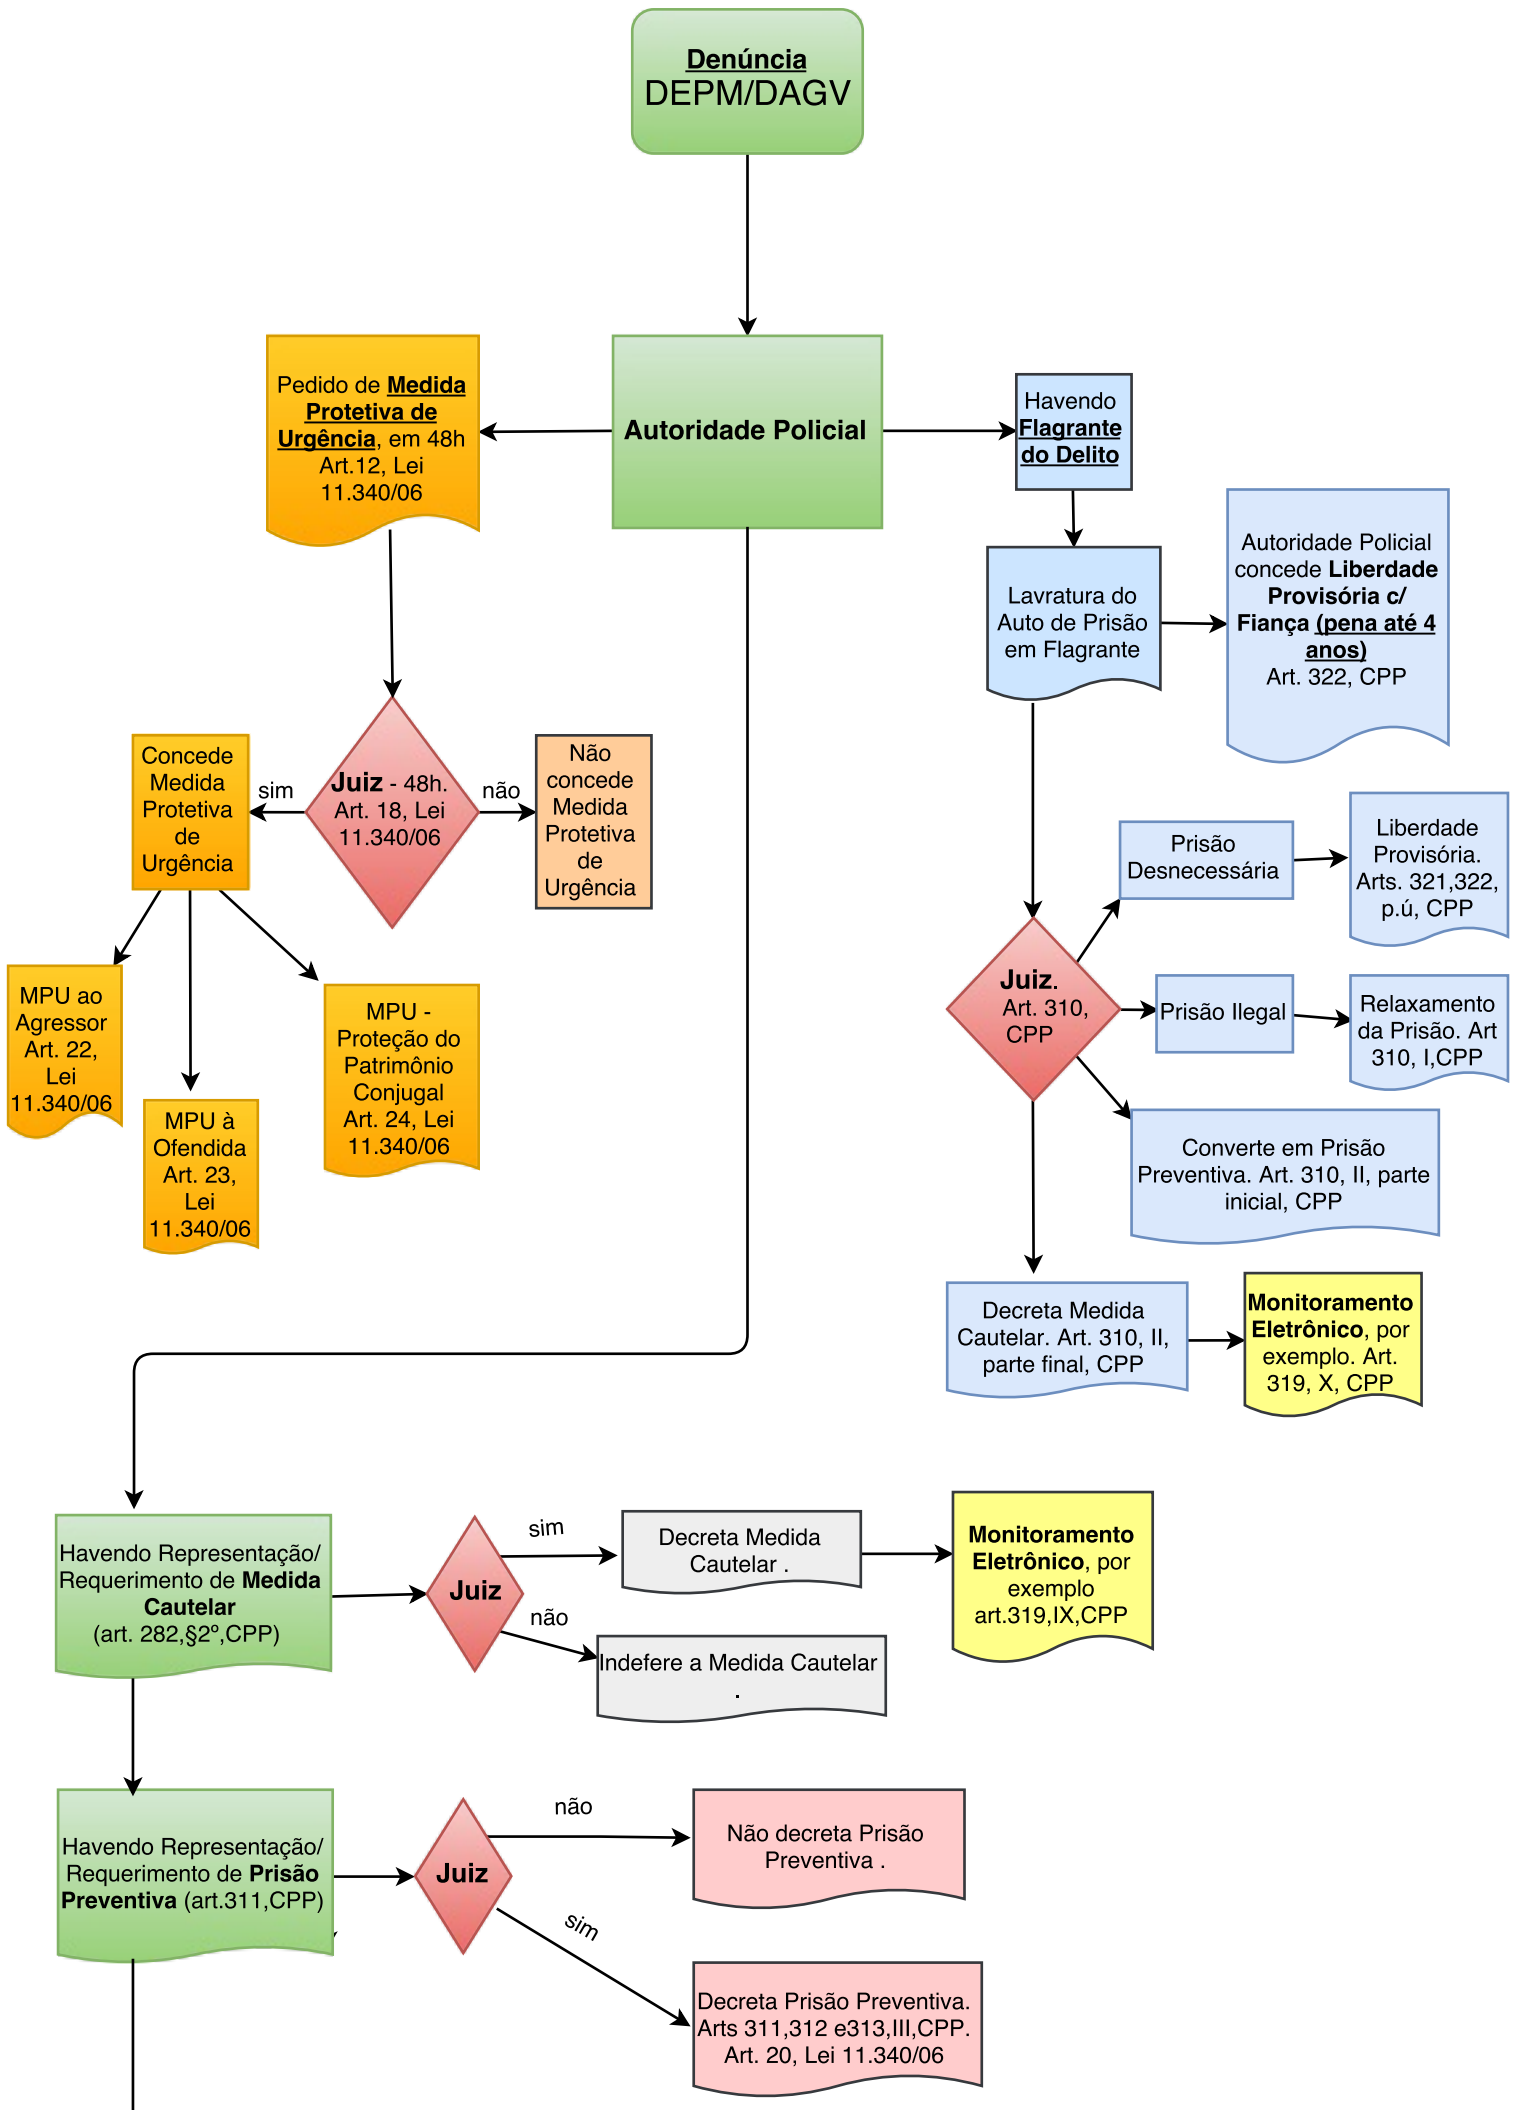 Denúncia
DEPM/DAGV
Autoridade Policial
Pedido de Medida
Protetiva de
Urgência, em 48h
Art.12, Lei
11.340/06
Juiz - 48h.
Art. 18, Lei
11.340/06
sim
não
Concede
Medida
Protetiva
de
Urgência
Não
concede
Medida
Protetiva
de
Urgência
MPU ao
Agressor
Art. 22,
Lei
11.340/06
MPU à
Ofendida
Art. 23,
Lei
11.340/06
MPU -
Proteção do
Patrimônio
Conjugal
Art. 24, Lei
11.340/06
Havendo
Flagrante
do Delito
Lavratura do
Auto de Prisão
em Flagrante
Autoridade Policial
concede Liberdade
Provisória c/
Fiança (pena até 4
anos)
Art. 322, CPP
Juiz.
Art. 310,
CPP
Prisão
Desnecessária
Liberdade
Provisória.
Arts. 321,322,
p.ú, CPP
Prisão Ilegal
Relaxamento
da Prisão. Art
310, I,CPP
Converte em Prisão
Preventiva. Art. 310, II, parte
inicial, CPP
Decreta Medida
Cautelar. Art. 310, II,
parte final, CPP
Monitoramento
Eletrônico, por
exemplo. Art.
319, X, CPP
Havendo Representação/
Requerimento de Medida
Cautelar
(art. 282,§2º,CPP)
Juiz
sim
não
Decreta Medida
Cautelar .
Monitoramento
Eletrônico, por
exemplo
art.319,IX,CPP
Indefere a Medida Cautelar
.
Havendo Representação/
Requerimento de Prisão
Preventiva (art.311,CPP)
Juiz
não
sim
Não decreta Prisão
Preventiva .
Decreta Prisão Preventiva.
Arts 311,312 e313,III,CPP.
Art. 20, Lei 11.340/06